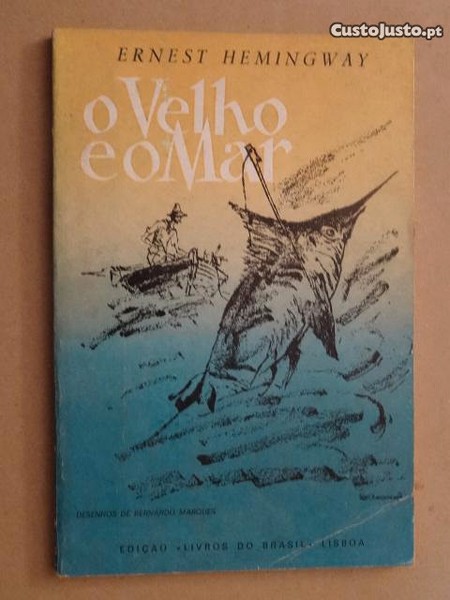 CustoJusto.pt
ERNEST HEMINGWAY
o Velho
e o Mar
DESENHOS DE BERNARDO MARQUES
EDIÇÃO «LIVROS DO BRASIL» LISBOA